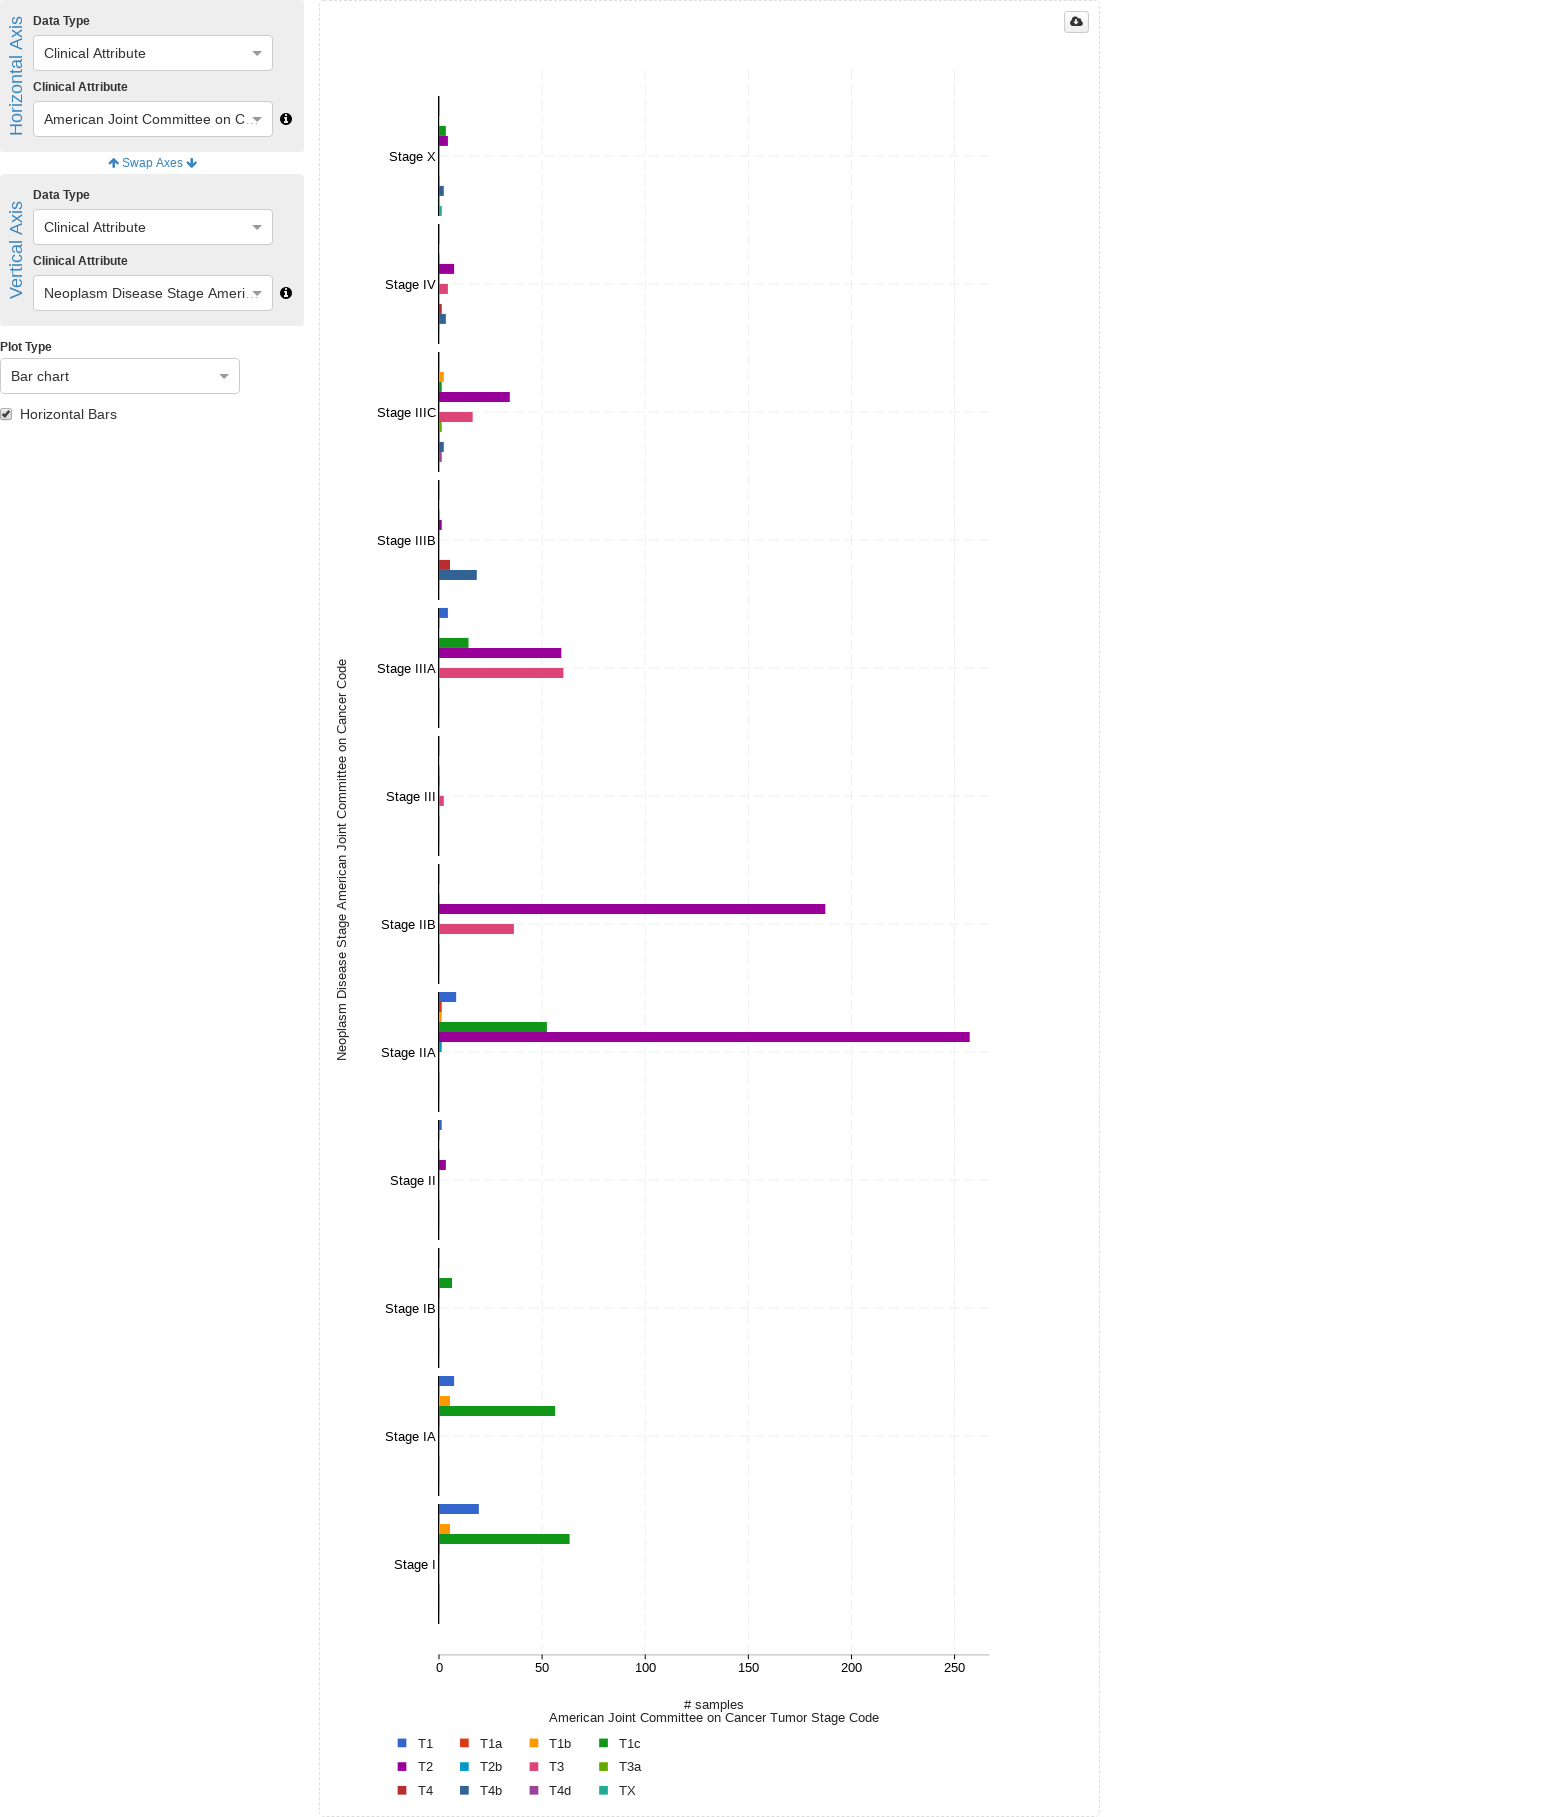 Horizontal Axis
Data Type
Clinical Attribute
Clinical Attribute
American Joint Committee on C...
Swap Axes
Vertical Axis
Data Type
Clinical Attribute
Clinical Attribute
Neoplasm Disease Stage Ameri...
Plot Type
Bar chart
Horizontal Bars
Neoplasm Disease Stage American Joint Committee on Cancer Code
Stage X
Stage IV
Stage IIIC
Stage IIIB
Stage IIIA
Stage III
Stage IIB
Stage IIA
Stage II
Stage IB
Stage IA
Stage I
0 50 100 150 200 250
# samples
American Joint Committee on Cancer Tumor Stage Code
T1 T1a T1b T1c
T2 T2b T3 T3a
T4 T4b T4d TX